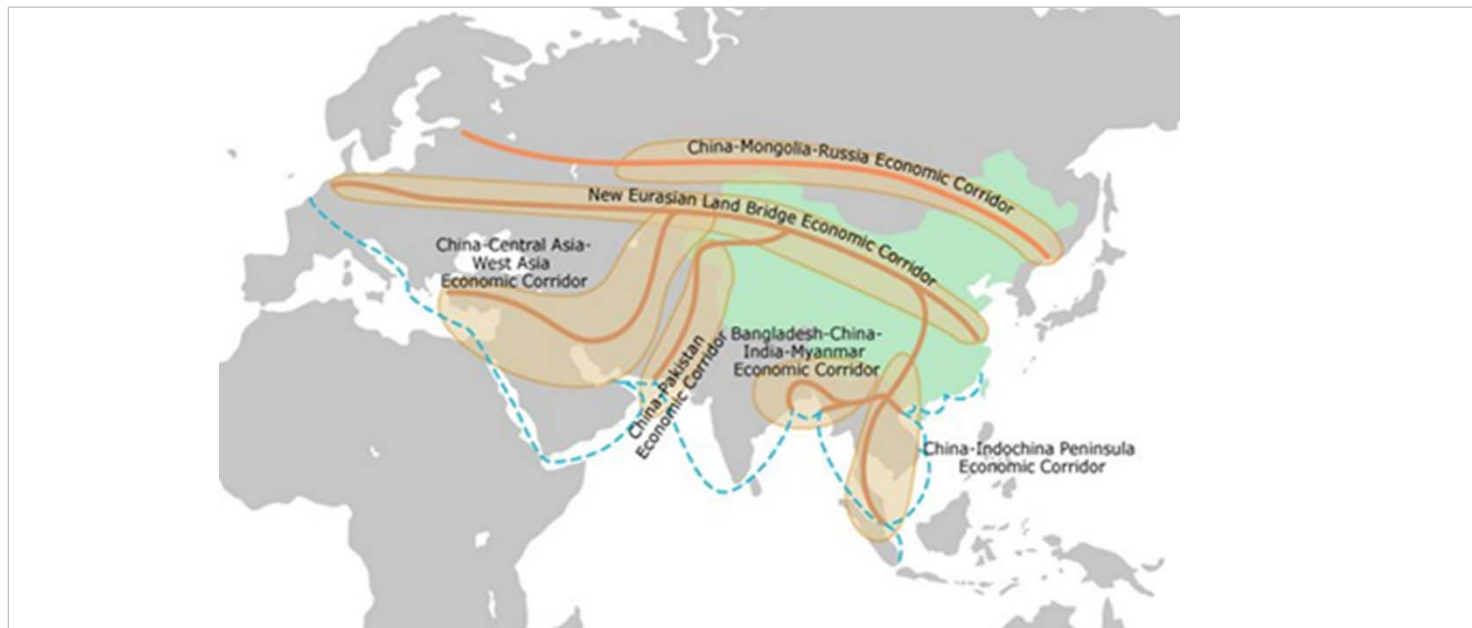 China-Mongolia-Russia Economic Corridor
New Eurasian Land Bridge Economic Corridor
China-Central Asia-
West Asia
Economic Corridor
China-Pakistan
Economic Corridor
Bangladesh-China-
India-Myanmar
Economic Corridor
China-Indochina Peninsula
Economic Corridor